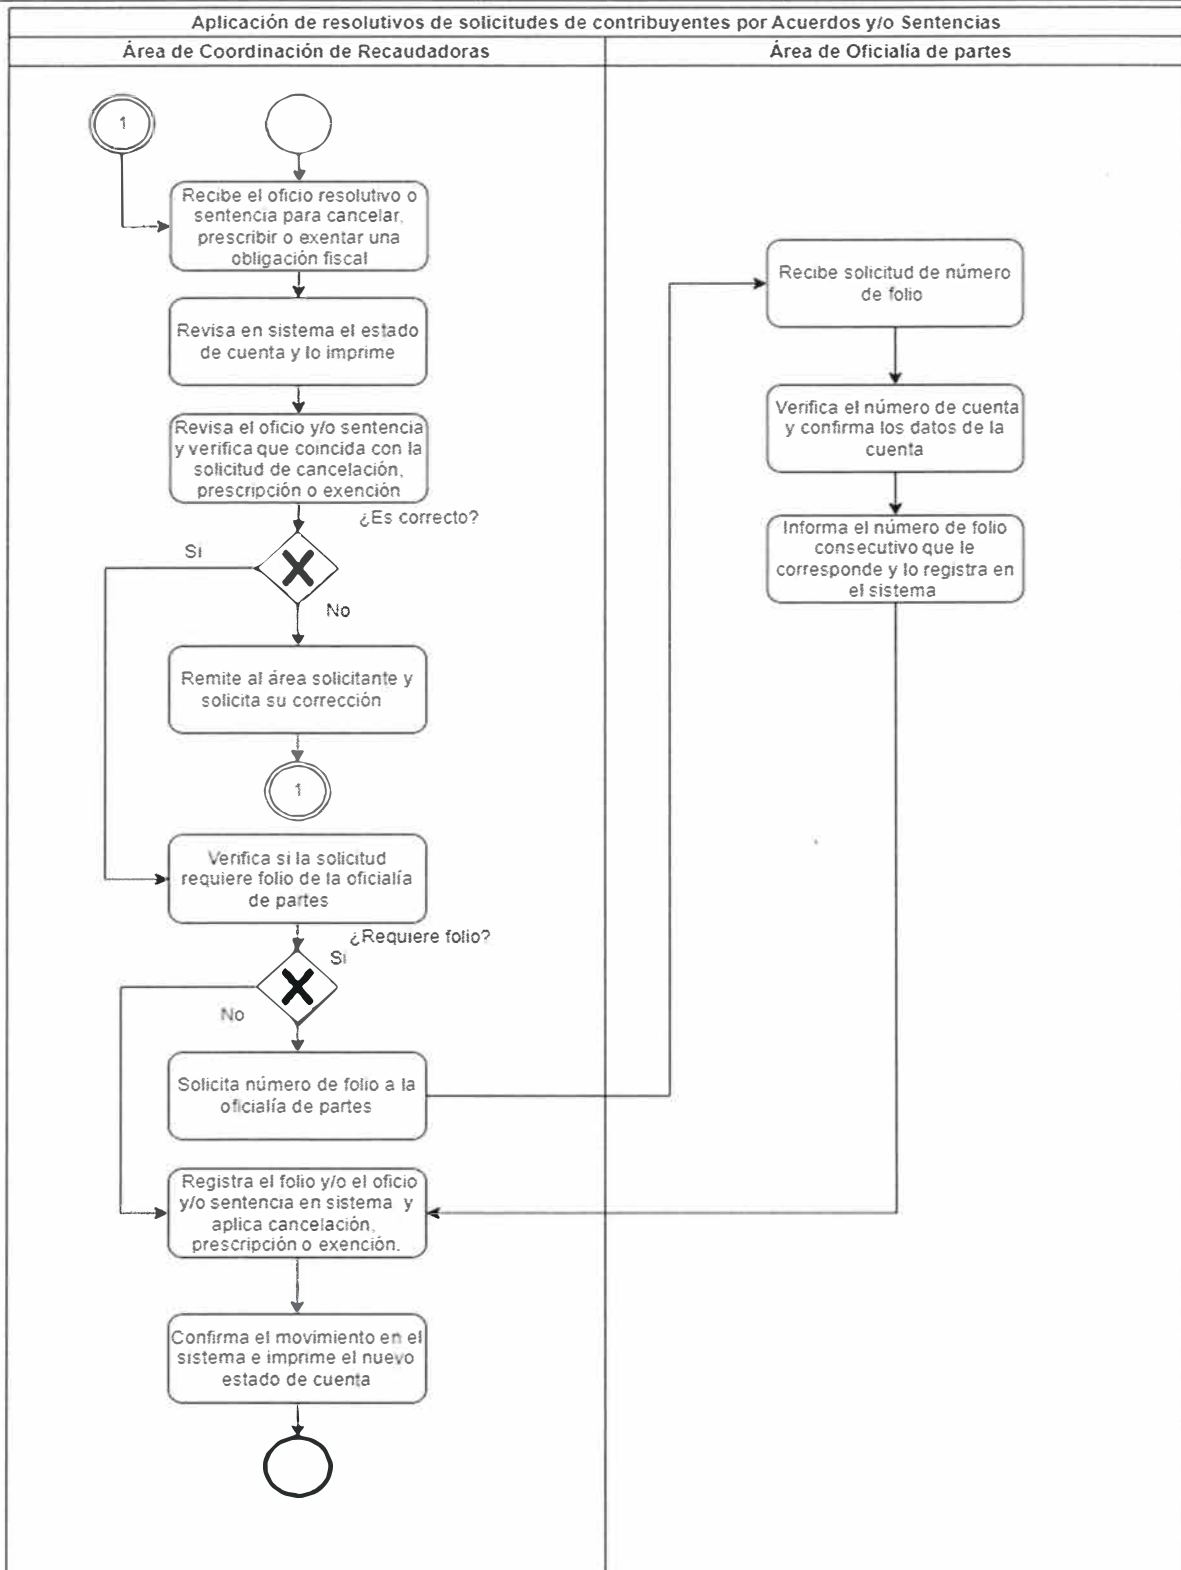 Aplicación de resolutivos de solicitudes de contribuyentes por Acuerdos y/o Sentencias
Área de Coordinación de Recaudadoras
Área de Oficialía de partes
1
Recibe el oficio resolutivo o
sentencia para cancelar,
prescribir o exentar una
obligación fiscal
Revisa en sistema el estado
de cuenta y lo imprime
Revisa el oficio y/o sentencia
y verifica que coincida con la
solicitud de cancelación,
prescripción o exención
¿Es correcto?
Si
No
Remite al área solicitante y
solicita su corrección
1
Verifica si la solicitud
requiere folio de la oficialía
de partes
¿Requiere folio?
Si
No
Solicita número de folio a la
oficialía de partes
Registra el folio y/o el oficio
y/o sentencia en sistema y
aplica cancelación,
prescripción o exención.
Confirma el movimiento en el
sistema e imprime el nuevo
estado de cuenta
Recibe solicitud de número
de folio
Verifica el número de cuenta
y confirma los datos de la
cuenta
Informa el número de folio
consecutivo que le
corresponde y lo registra en
el sistema